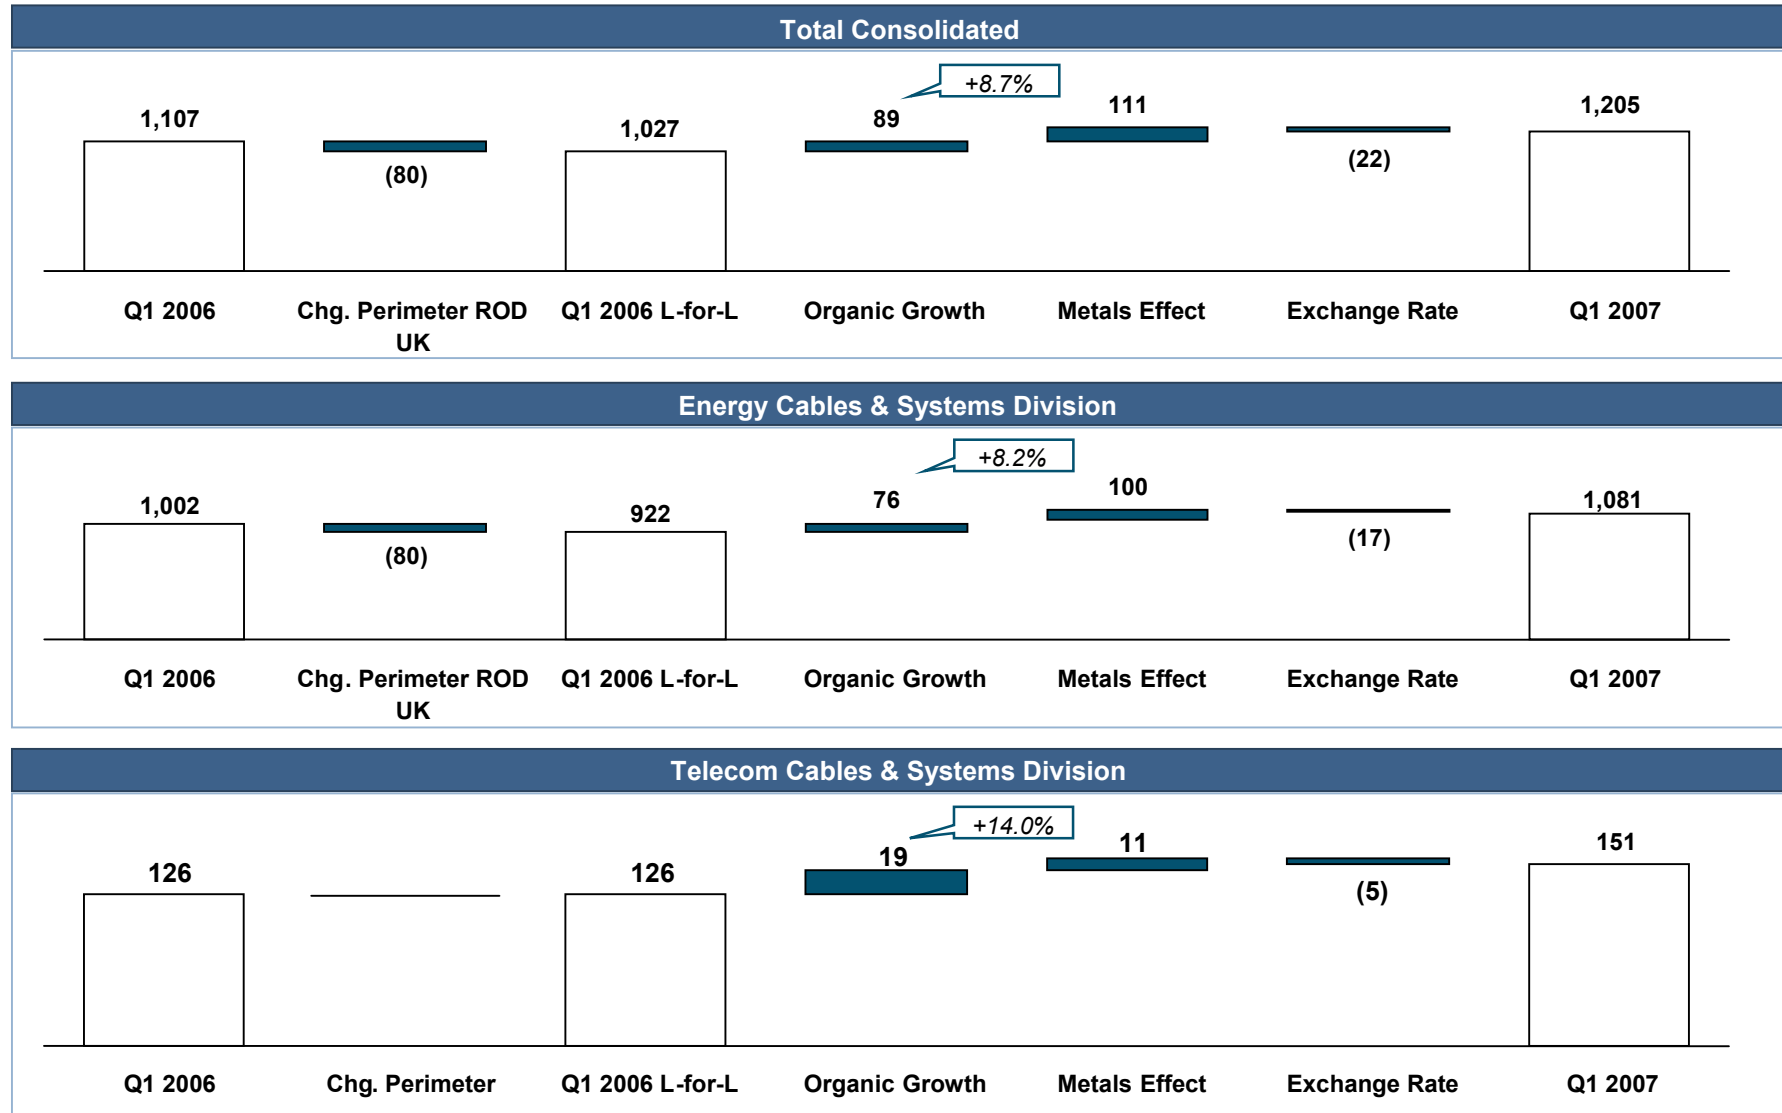 Total Consolidated
+8.7%
1,107
(80)
1,027
89
111
(22)
1,205
Q1 2006
Chg. Perimeter ROD
UK
Q1 2006 L-for-L
Organic Growth
Metals Effect
Exchange Rate
Q1 2007
Energy Cables & Systems Division
+8.2%
1,002
(80)
922
76
100
(17)
1,081
Q1 2006
Chg. Perimeter ROD
UK
Q1 2006 L-for-L
Organic Growth
Metals Effect
Exchange Rate
Q1 2007
Telecom Cables & Systems Division
+14.0%
126
126
19
11
(5)
151
Q1 2006
Chg. Perimeter
Q1 2006 L-for-L
Organic Growth
Metals Effect
Exchange Rate
Q1 2007